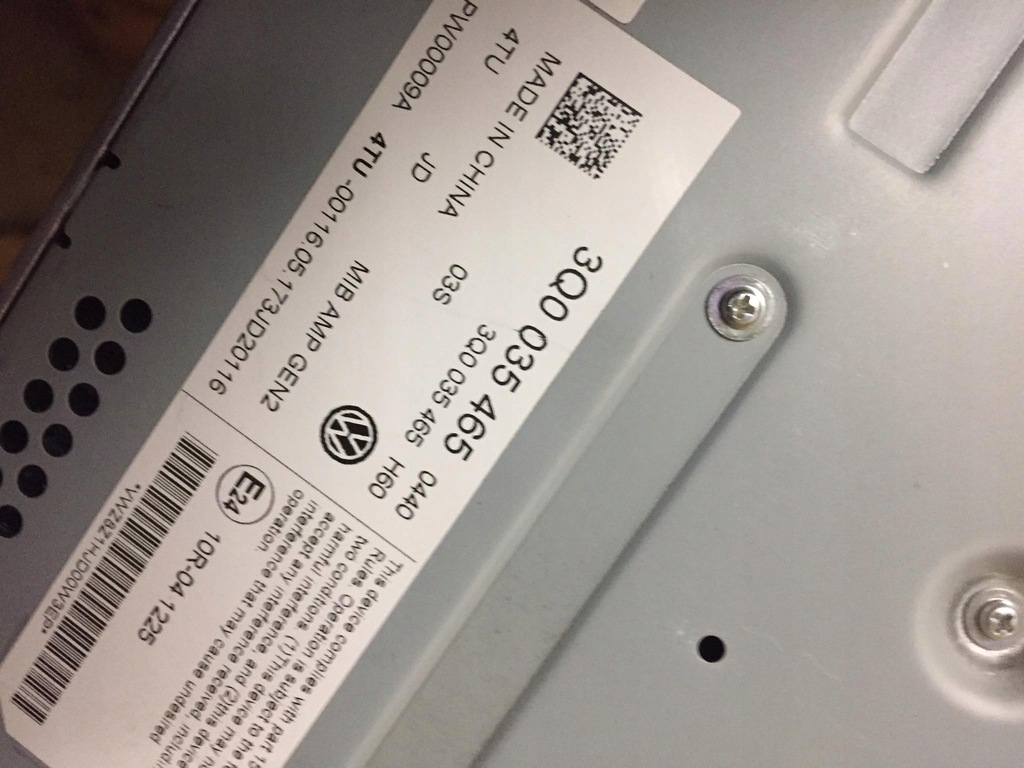 3Q0 035 465 0440
3Q0 035 465 H60
MADE IN CHINA 03S
4TU JD MIB AMP GEN2
PW00009A 4TU-00116.05.173JD20116
This device complies with part 15
Rules Operation is subject to the
two conditions (1)This device may
harmful interference, and (2)this device
accept any interference received, includin
interference that may cause undesired
operation.
E24
10R-04 1225
*VWZ8Z1HJD00W3EP*